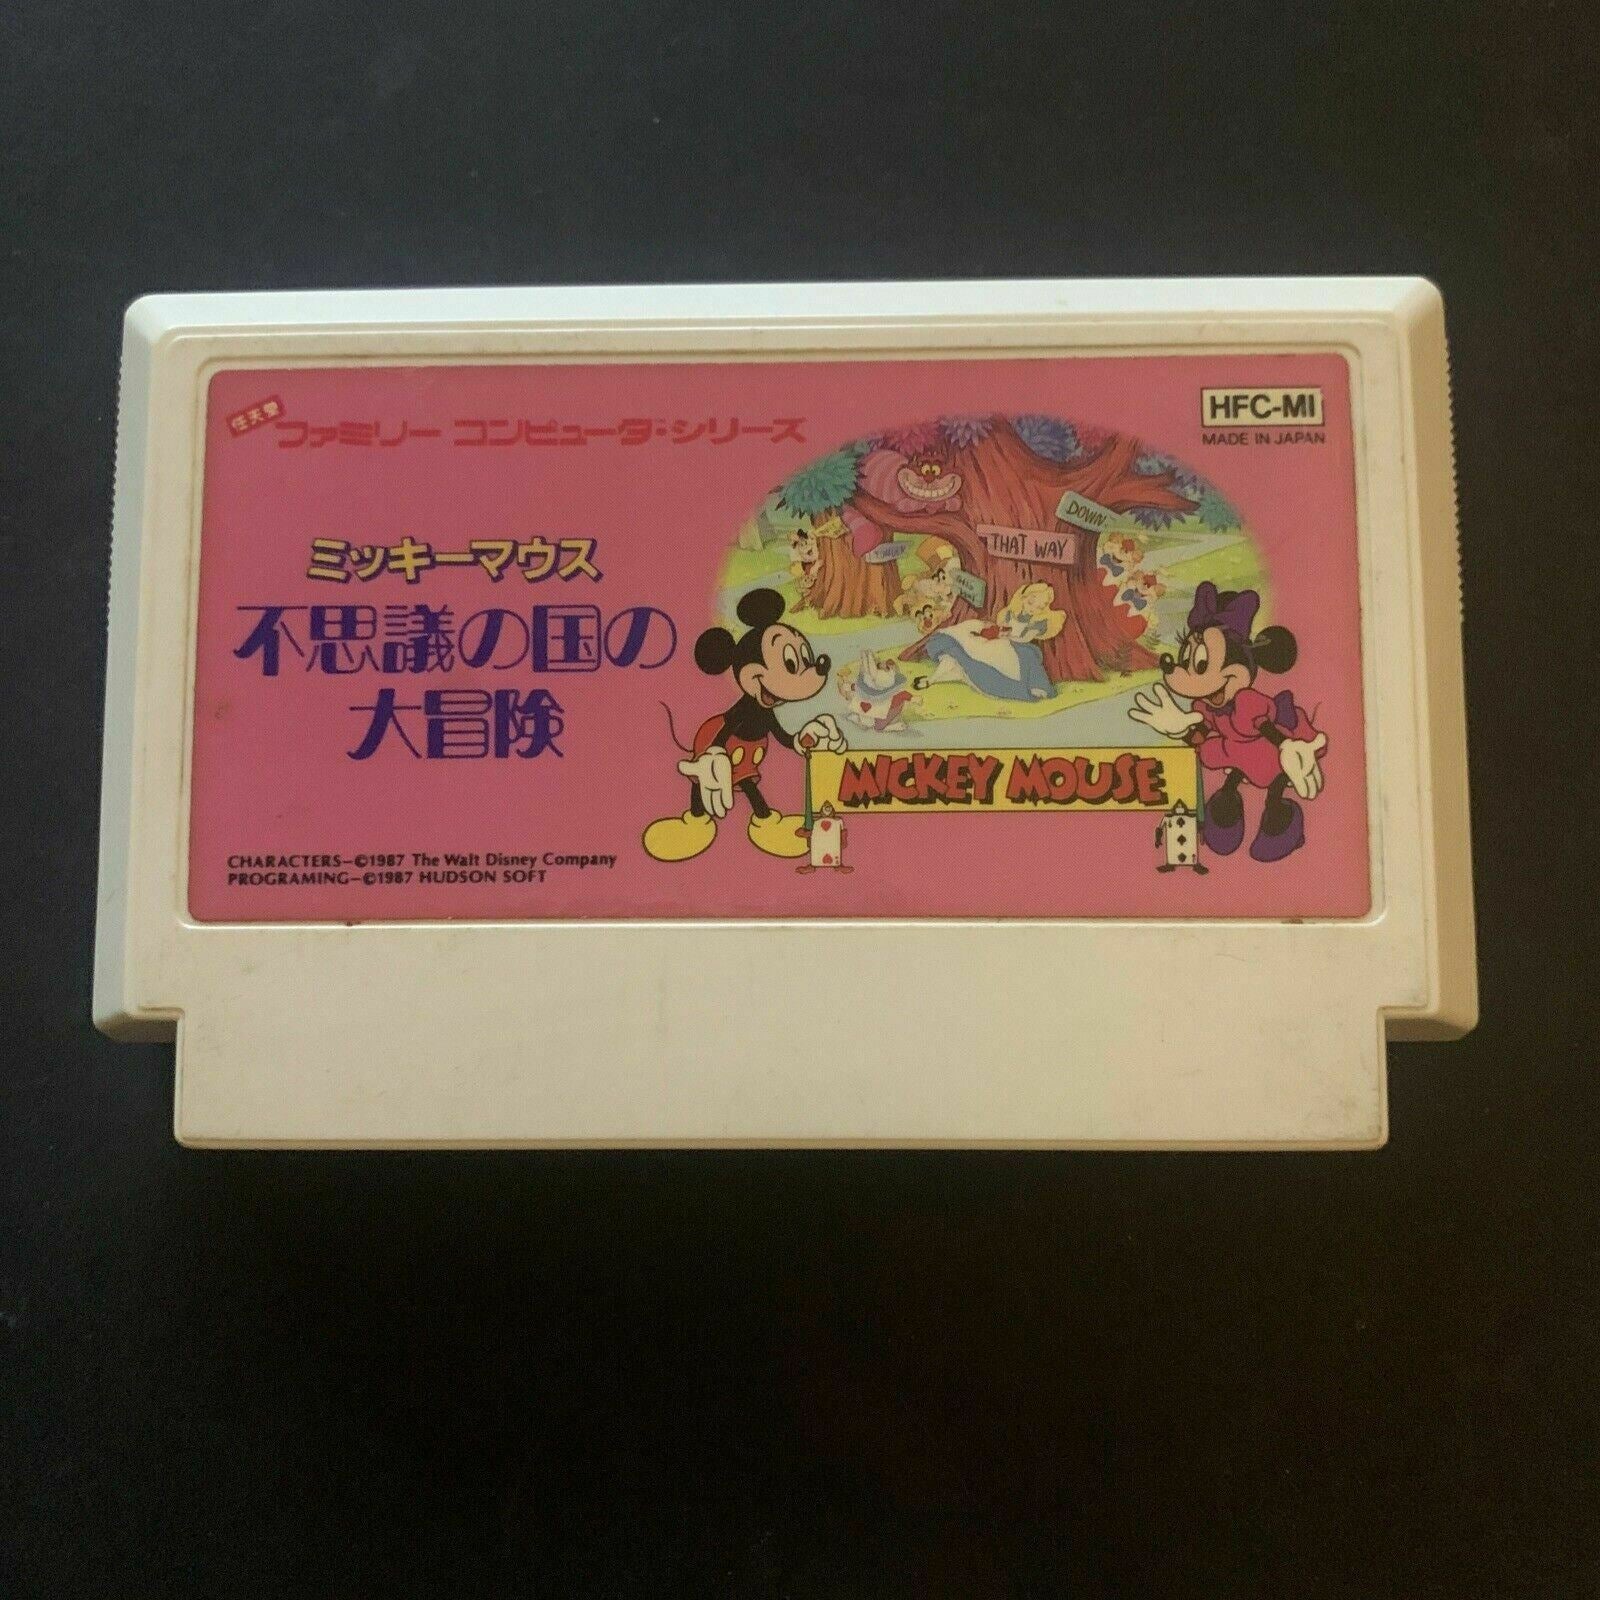 任天堂
ファミリー コンピュータ・シリーズ
HFC-MI
MADE IN JAPAN
ミッキーマウス
不思議の国の
大冒険
DOWN
THAT WAY
MICKEY MOUSE
CHARACTERS—©1987 The Walt Disney Company
PROGRAMING—©1987 HUDSON SOFT